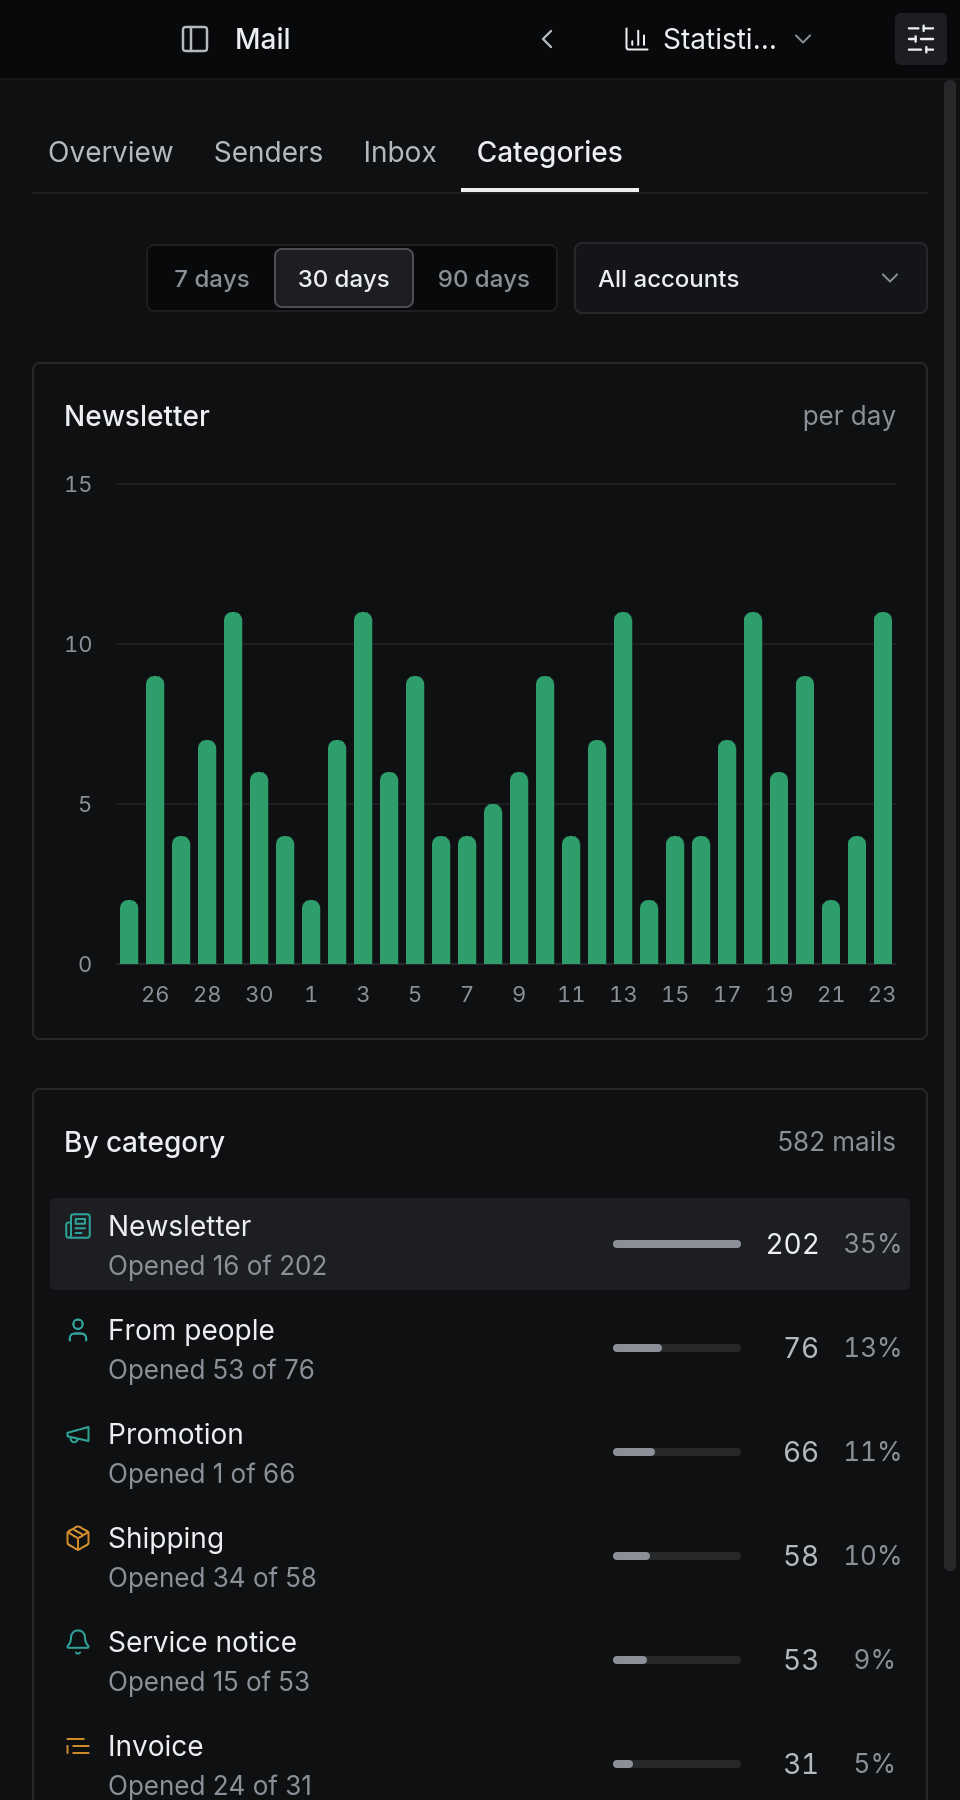 Mail
Statisti...
Overview Senders Inbox Categories
7 days 30 days 90 days All accounts
Newsletter per day
15
10
5
0
26 28 30 1 3 5 7 9 11 13 15 17 19 21 23
By category 582 mails
Newsletter
Opened 16 of 202
202 35%
From people
Opened 53 of 76
76 13%
Promotion
Opened 1 of 66
66 11%
Shipping
Opened 34 of 58
58 10%
Service notice
Opened 15 of 53
53 9%
Invoice
Opened 24 of 31
31 5%